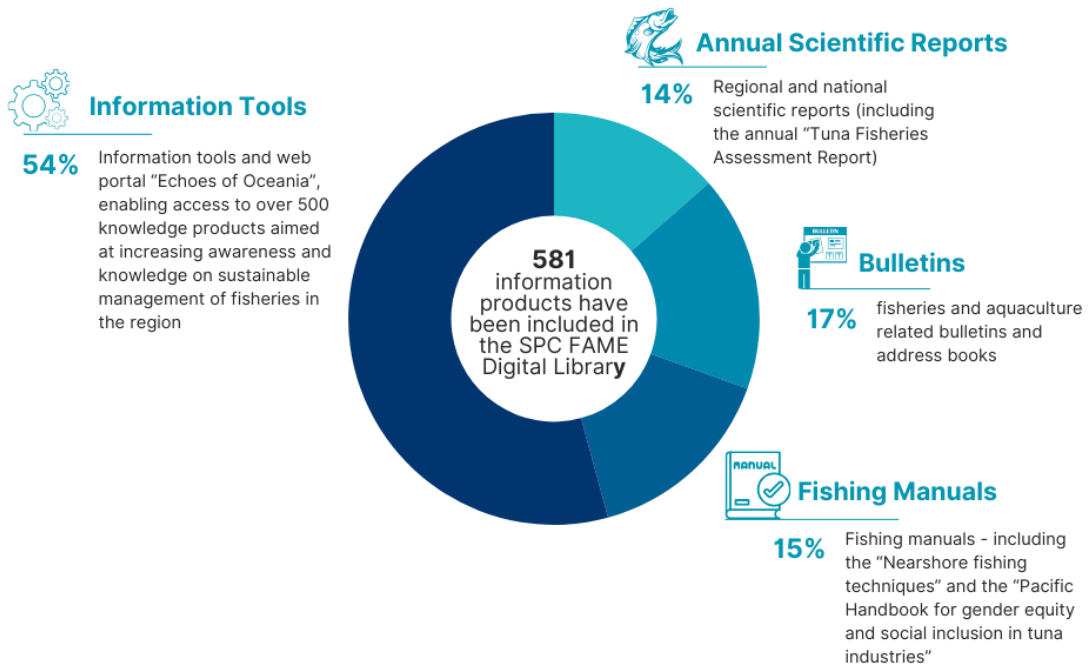 Annual Scientific Reports
14%
Regional and national
scientific reports (including
the annual “Tuna Fisheries
Assessment Report)
Information Tools
54%
Information tools and web
portal “Echoes of Oceania”,
enabling access to over 500
knowledge products aimed
at increasing awareness and
knowledge on sustainable
management of fisheries in
the region
581
information
products have
been included in
the SPC FAME
Digital Library
BULLETIN
Bulletins
17%
fisheries and aquaculture
related bulletins and
address books
MANUAL
Fishing Manuals
15%
Fishing manuals - including
the “Nearshore fishing
techniques” and the “Pacific
Handbook for gender equity
and social inclusion in tuna
industries”